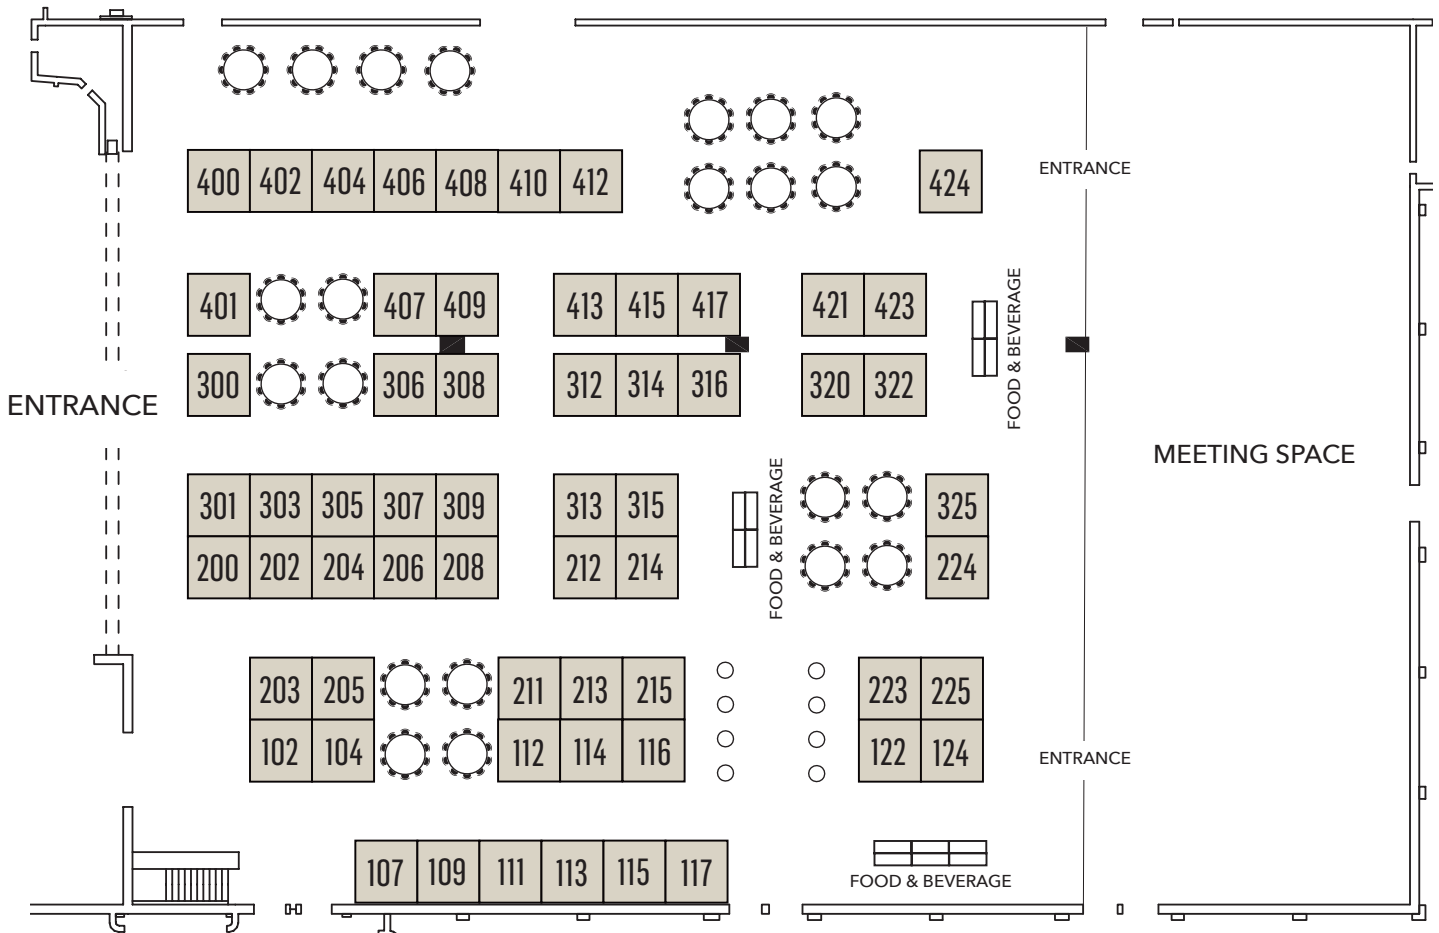 400 402 404 406 408 410 412 424
ENTRANCE
401 407 409 413 415 417 421 423
FOOD & BEVERAGE
300 306 308 312 314 316 320 322
ENTRANCE
MEETING SPACE
301 303 305 307 309 313 315 325
FOOD & BEVERAGE
200 202 204 206 208 212 214 224
203 205 211 213 215 223 225
102 104 112 114 116 122 124
ENTRANCE
107 109 111 113 115 117
FOOD & BEVERAGE